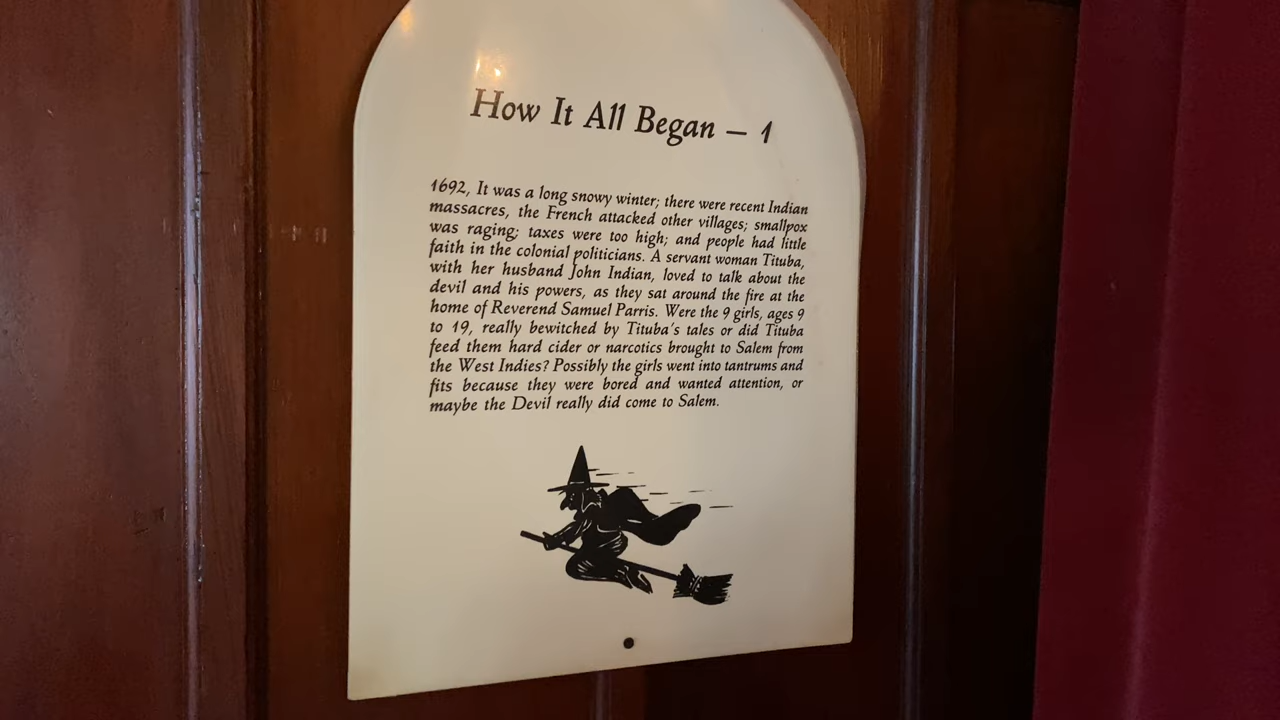 How It All Began – 1
1692, It was a long snowy winter; there were recent Indian
massacres, the French attacked other villages; smallpox
was raging; taxes were too high; and people had little
faith in the colonial politicians. A servant woman Tituba,
with her husband John Indian, loved to talk about the
devil and his powers, as they sat around the fire at the
home of Reverend Samuel Parris. Were the 9 girls, ages 9
to 19, really bewitched by Tituba's tales or did Tituba
feed them hard cider or narcotics brought to Salem from
the West Indies? Possibly the girls went into tantrums and
fits because they were bored and wanted attention, or
maybe the Devil really did come to Salem.